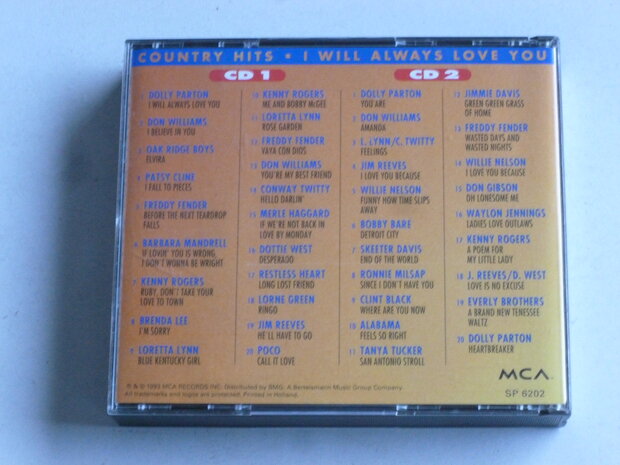 COUNTRY HITS • I WILL ALWAYS LOVE YOU
CD 1
1 DOLLY PARTON
I WILL ALWAYS LOVE YOU
2 DON WILLIAMS
I BELIEVE IN YOU
3 OAK RIDGE BOYS
ELVIRA
4 PATSY CLINE
I FALL TO PIECES
5 FREDDY FENDER
BEFORE THE NEXT TEARDROP
FALLS
6 BARBARA MANDRELL
IF LOVIN' YOU IS WRONG
I DON'T WONNA BE WRIGHT
7 KENNY ROGERS
RUBY, DON'T TAKE YOUR
LOVE TO TOWN
8 BRENDA LEE
I'M SORRY
9 LORETTA LYNN
BLUE KENTUCKY GIRL
10 KENNY ROGERS
ME AND BOBBY McGEE
11 LORETTA LYNN
ROSE GARDEN
12 FREDDY FENDER
VAYA CON DIOS
13 DON WILLIAMS
YOU'RE MY BEST FRIEND
14 CONWAY TWITTY
HELLO DARLIN'
15 MERLE HAGGARD
IF WE'RE NOT BACK IN
LOVE BY MONDAY
16 DOTTIE WEST
DESPERADO
17 RESTLESS HEART
LONG LOST FRIEND
18 LORNE GREEN
RINGO
19 JIM REEVES
HE'LL HAVE TO GO
20 POCO
CALL IT LOVE
CD 2
1 DOLLY PARTON
YOU ARE
2 DON WILLIAMS
AMANDA
3 L. LYNN/C. TWITTY
FEELINGS
4 JIM REEVES
I LOVE YOU BECAUSE
5 WILLIE NELSON
FUNNY HOW TIME SLIPS
AWAY
6 BOBBY BARE
DETROIT CITY
7 SKEETER DAVIS
END OF THE WORLD
8 RONNIE MILSAP
SINCE I DON'T HAVE YOU
9 CLINT BLACK
WHERE ARE YOU NOW
10 ALABAMA
FEELS SO RIGHT
11 TANYA TUCKER
SAN ANTONIO STROLL
12 JIMMIE DAVIS
GREEN GREEN GRASS
OF HOME
13 FREDDY FENDER
WASTED DAYS AND
WASTED NIGHTS
14 WILLIE NELSON
I LOVE YOU BECAUSE
15 DON GIBSON
OH LONESOME ME
16 WAYLON JENNINGS
LADIES LOVE OUTLAWS
17 KENNY ROGERS
A POEM FOR
MY LITTLE LADY
18 J. REEVES/D. WEST
LOVE IS NO EXCUSE
19 EVERLY BROTHERS
A BRAND NEW TENESSEE
WALTZ
20 DOLLY PARTON
HEARTBREAKER
℗ & © 1993 MCA RECORDS INC. Distributed by BMG. A Bertelsmann Music Group Company.
All trademarks and logos are protected. Printed in Holland.
MCA
SP 6202